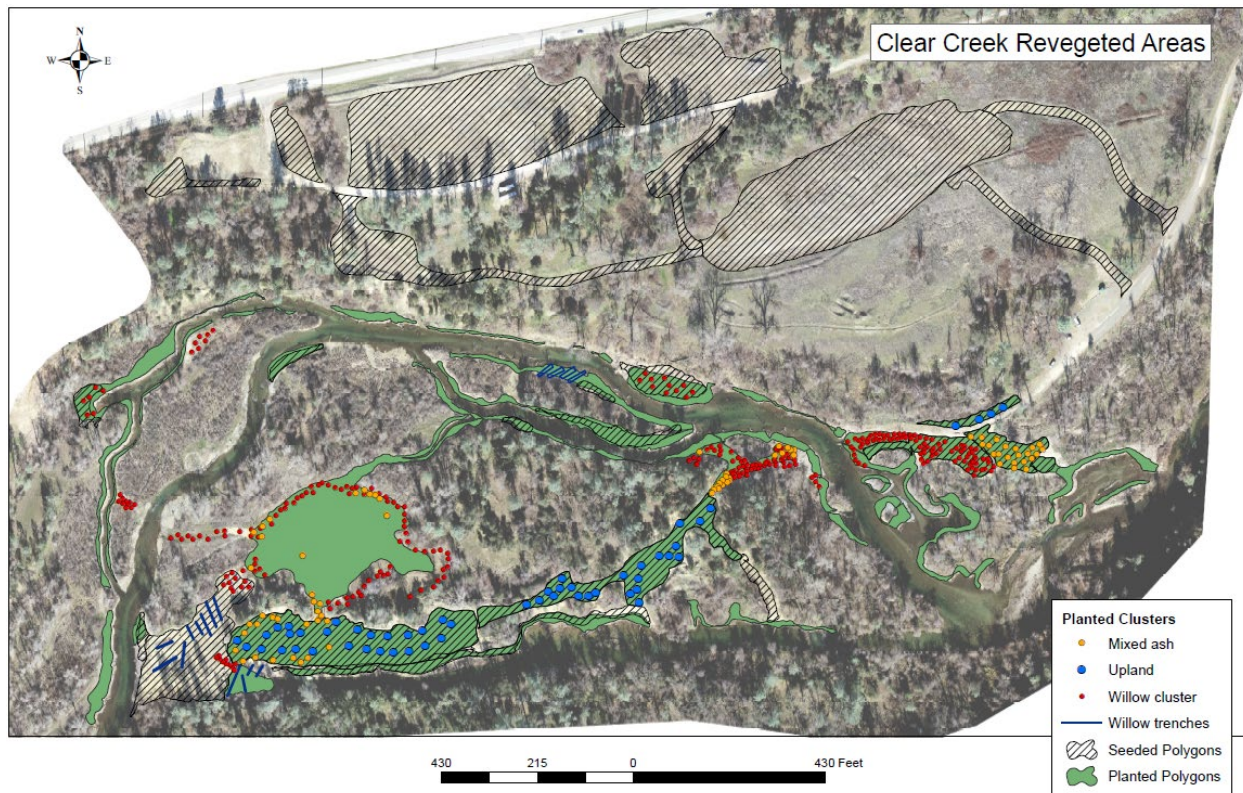 Clear Creek Revegeted Areas
N
W E
S
Planted Clusters
Mixed ash
Upland
Willow cluster
Willow trenches
Seeded Polygons
Planted Polygons
430 215 0 430 Feet